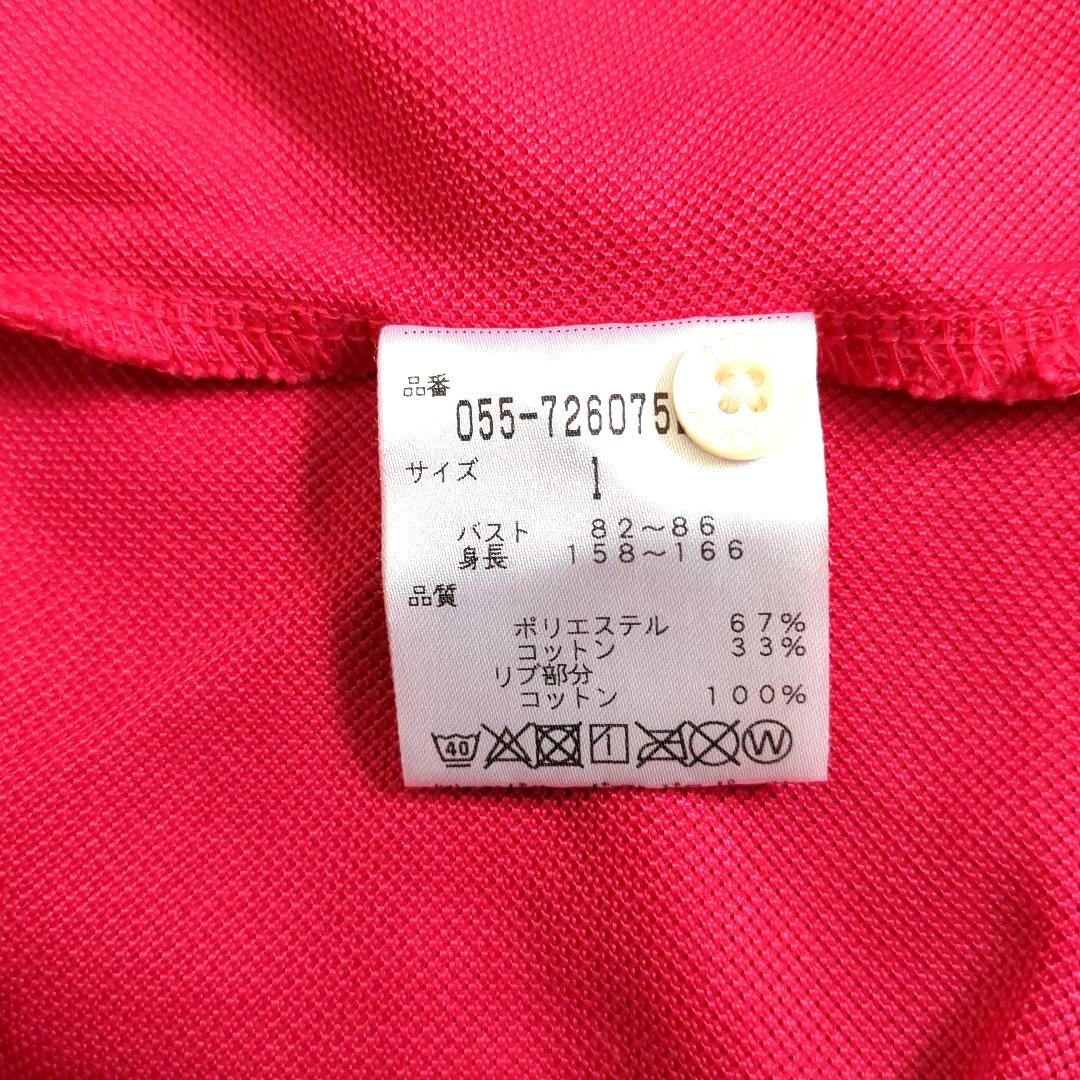 品番
055-726075
サイズ 1
バスト 82～86
身長 158～166
品質
ポリエステル 67%
コットン 33%
リブ部分
コットン 100%
40 W